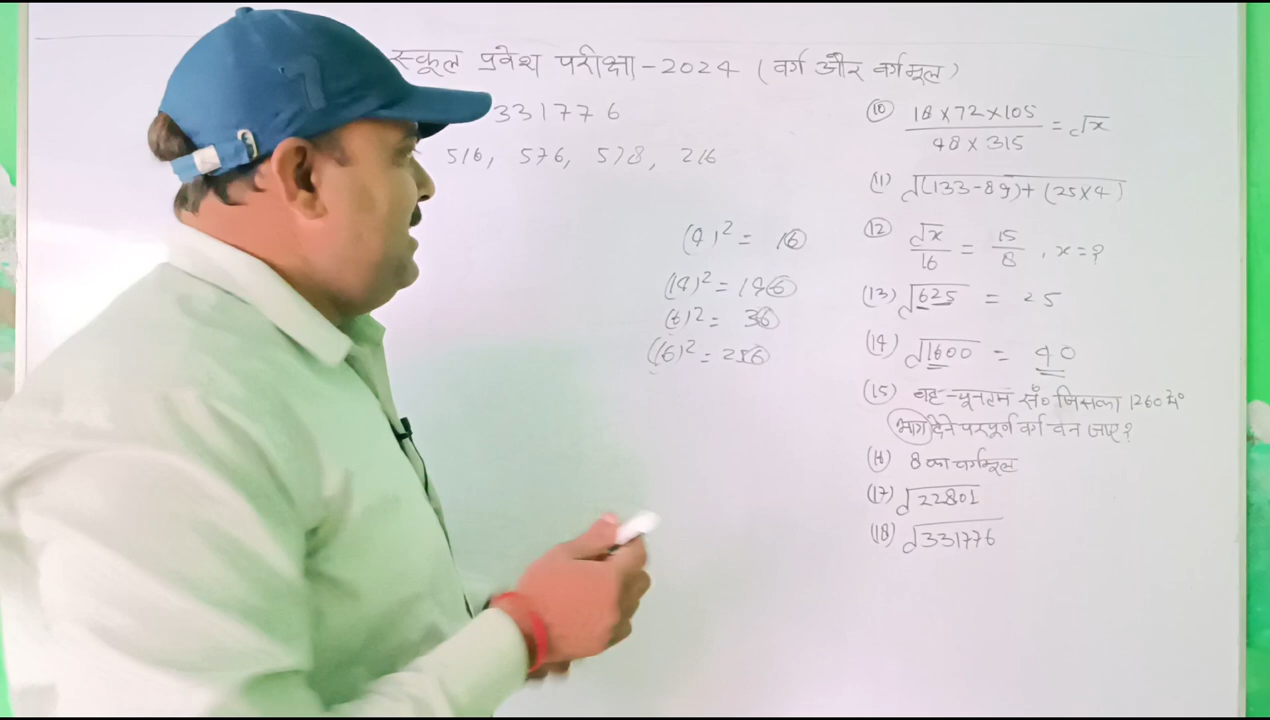 स्कूल प्रवेश परीक्षा - 2024 ( वर्ग और वर्गमूल )
331776
516, 576, 578, 216
(4)² = 16
(14)² = 196
(6)² = 36
(16)² = 256
(10) 18 × 72 × 105 / 48 × 315 = √x
(11) √(133-89) + (25×4)
(12) √x / 16 = 15 / 8 , x = ?
(13) √625 = 25
(14) √1600 = 40
(15) वह न्यूनतम सं० जिसका 1260 में
भाग देने पर पूर्ण वर्ग बन जाए ?
(16) 8 का वर्गमूल
(17) √22801
(18) √331776